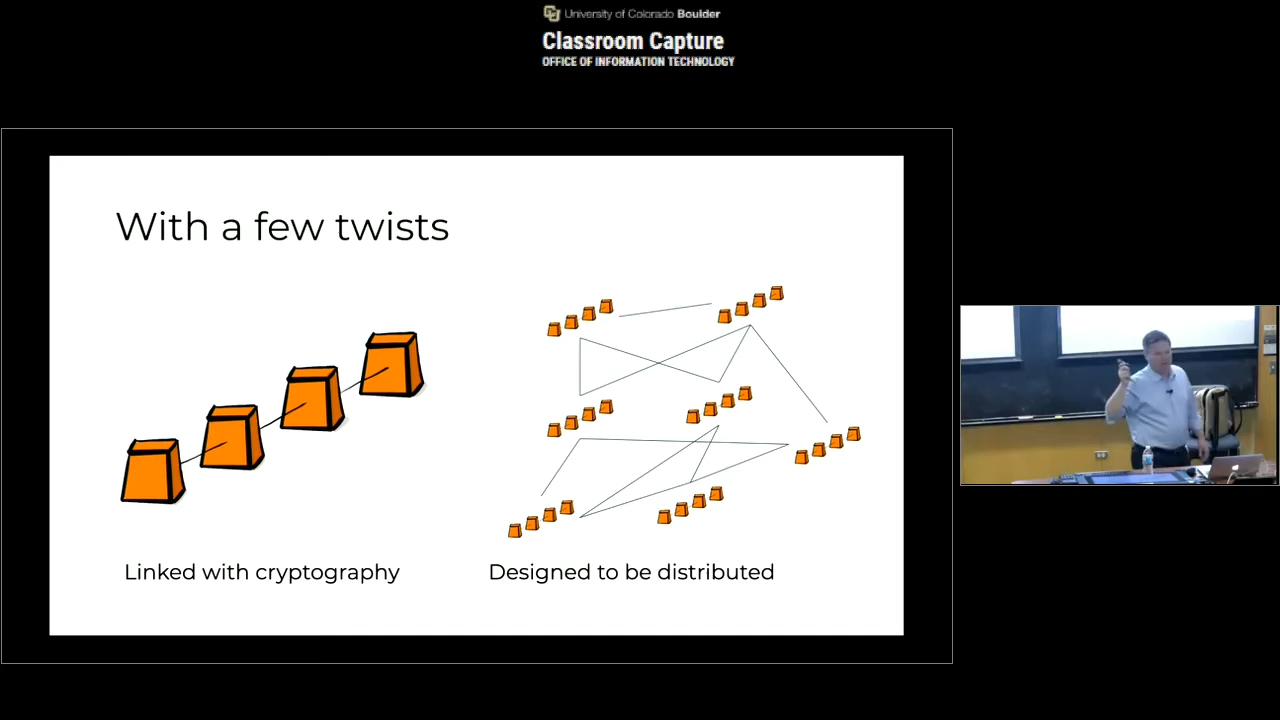 University of Colorado Boulder
Classroom Capture
OFFICE OF INFORMATION TECHNOLOGY
With a few twists
Linked with cryptography
Designed to be distributed